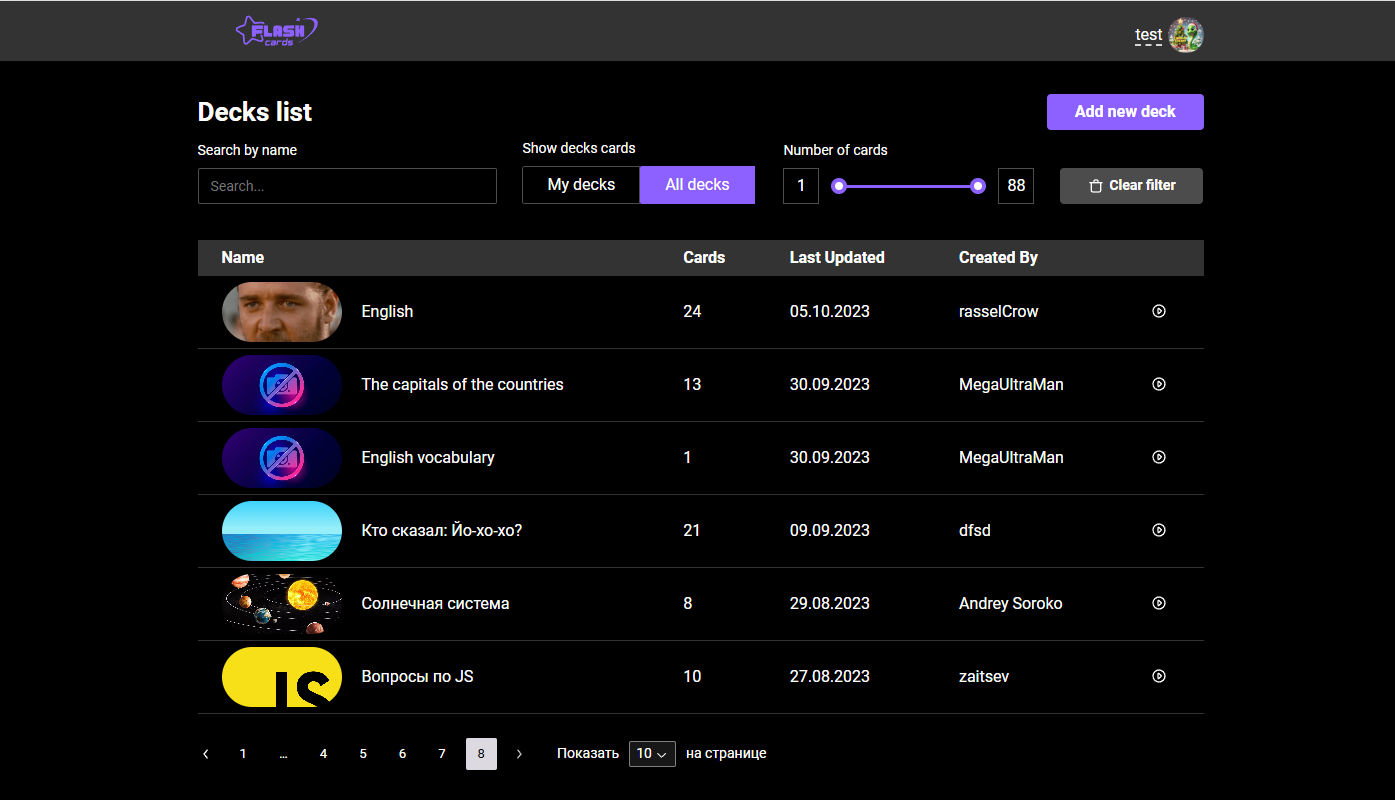 FLASH
cards
test
Decks list
Add new deck
Search by name
Show decks cards
Number of cards
Search...
My decks
All decks
1
88
Clear filter
Name Cards Last Updated Created By
English 24 05.10.2023 rasselCrow
The capitals of the countries 13 30.09.2023 MegaUltraMan
English vocabulary 1 30.09.2023 MegaUltraMan
Кто сказал: Йо-хо-хо? 21 09.09.2023 dfsd
Солнечная система 8 29.08.2023 Andrey Soroko
JS
Вопросы по JS 10 27.08.2023 zaitsev
1 ... 4 5 6 7 8 Показать 10 на странице